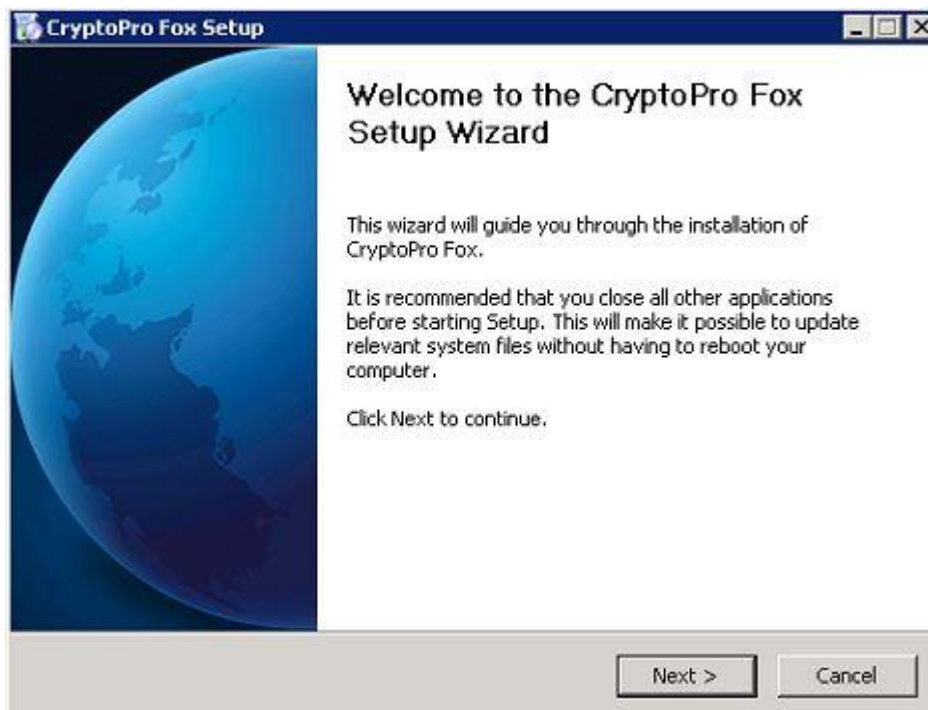 CryptoPro Fox Setup
Welcome to the CryptoPro Fox
Setup Wizard
This wizard will guide you through the installation of
CryptoPro Fox.
It is recommended that you close all other applications
before starting Setup. This will make it possible to update
relevant system files without having to reboot your
computer.
Click Next to continue.
Next >
Cancel